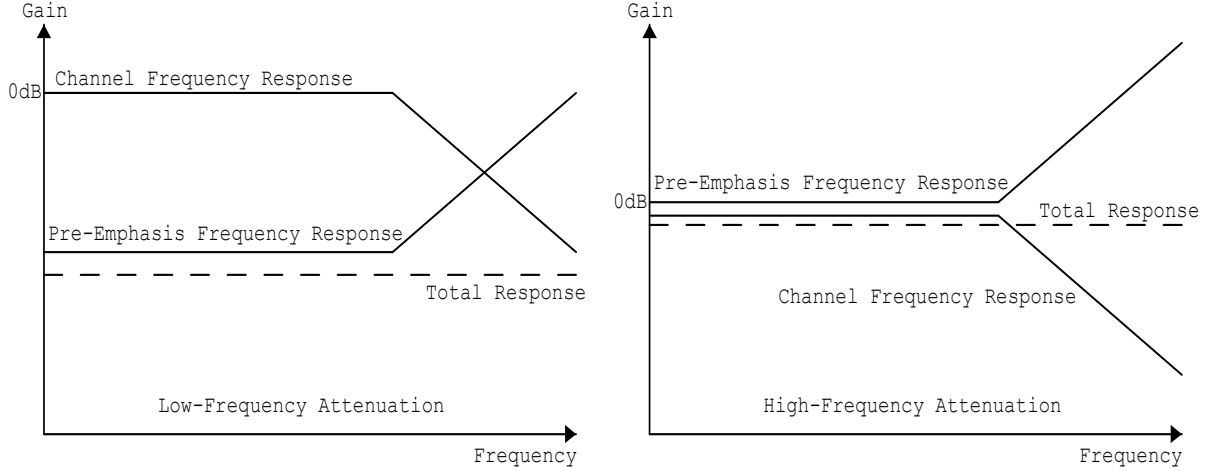 Gain
Channel Frequency Response
0dB
Pre-Emphasis Frequency Response
Total Response
Low-Frequency Attenuation
Frequency
Gain
Pre-Emphasis Frequency Response
0dB
Total Response
Channel Frequency Response
High-Frequency Attenuation
Frequency